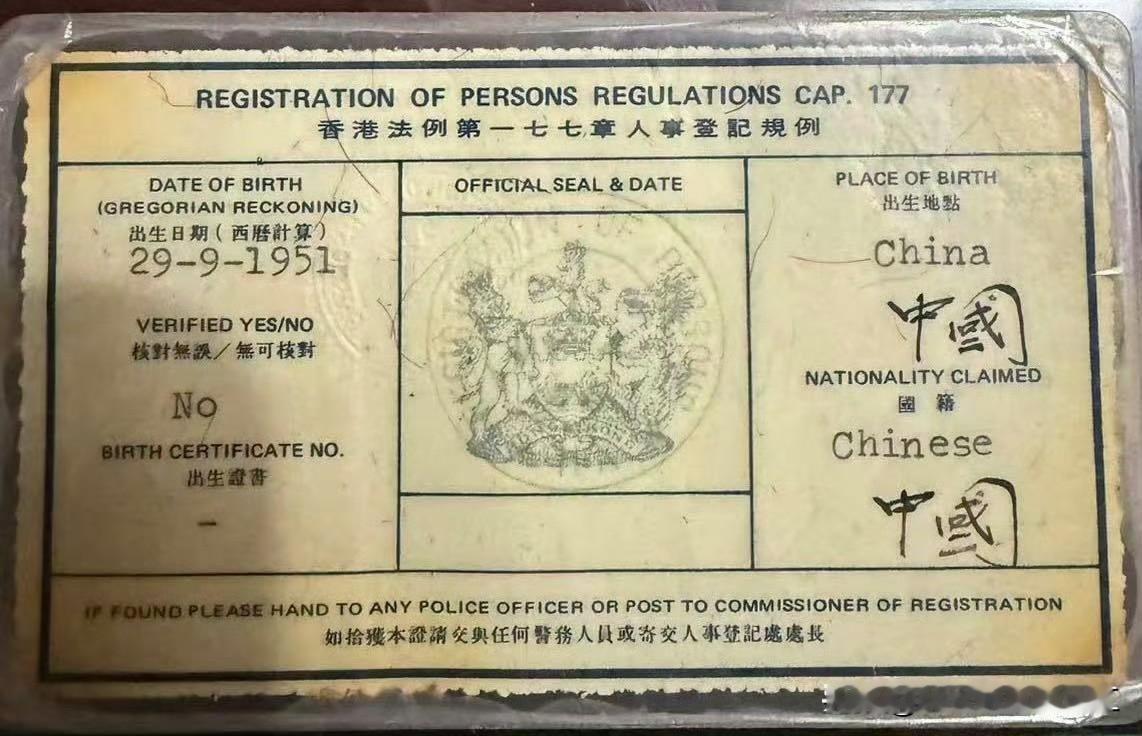 REGISTRATION OF PERSONS REGULATIONS CAP. 177
香港法例第一七七章人事登記規例
DATE OF BIRTH
(GREGORIAN RECKONING)
出生日期(西曆計算)
29-9-1951
VERIFIED YES/NO
核對無誤/無可核對
No
BIRTH CERTIFICATE NO.
出生證書
–
OFFICIAL SEAL & DATE
PLACE OF BIRTH
出生地點
China
中國
NATIONALITY CLAIMED
國籍
Chinese
中國
IF FOUND PLEASE HAND TO ANY POLICE OFFICER OR POST TO COMMISSIONER OF REGISTRATION
如拾獲本證請交與任何警務人員或寄交人事登記處處長